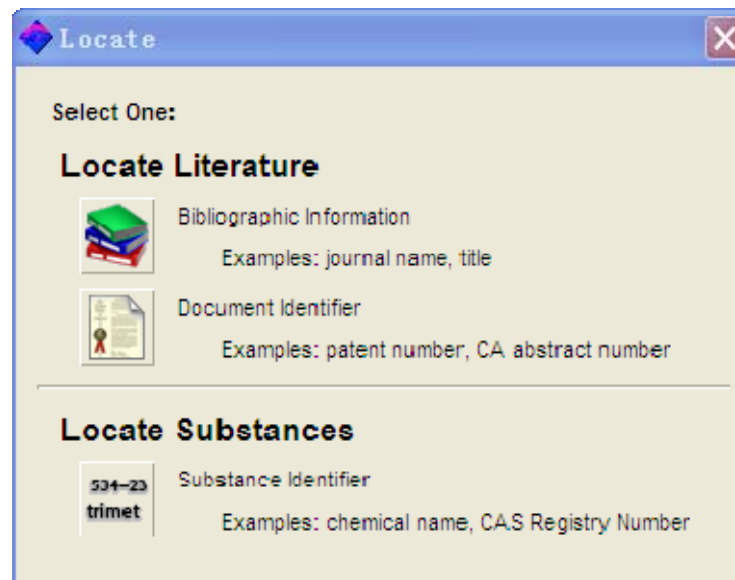 Locate
Select One:
Locate Literature
Bibliographic Information
Examples: journal name, title
Document Identifier
Examples: patent number, CA abstract number
Locate Substances
534-23
trimet
Substance Identifier
Examples: chemical name, CAS Registry Number